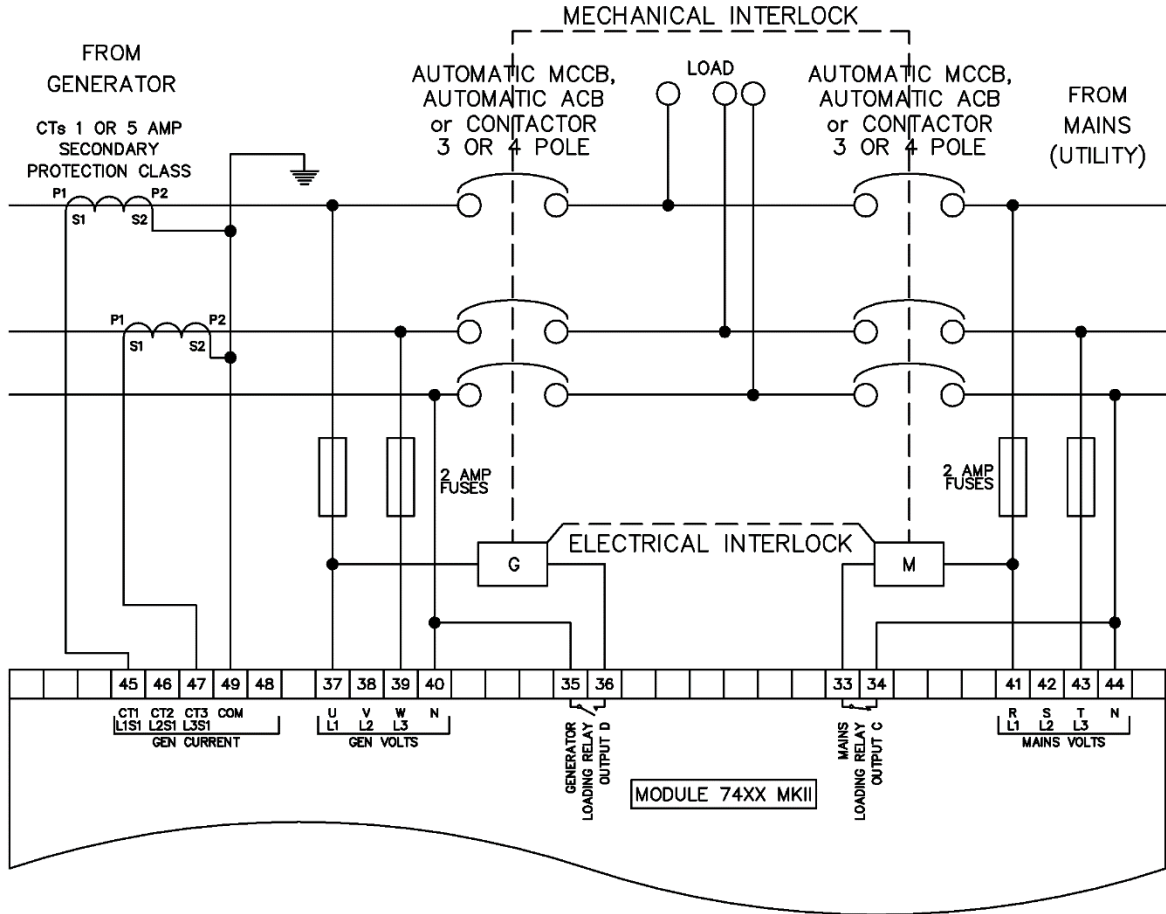 MECHANICAL INTERLOCK
FROM
GENERATOR
CTs 1 OR 5 AMP
SECONDARY
PROTECTION CLASS
AUTOMATIC MCCB,
AUTOMATIC ACB
or CONTACTOR
3 OR 4 POLE
LOAD
AUTOMATIC MCCB,
AUTOMATIC ACB
or CONTACTOR
3 OR 4 POLE
FROM
MAINS
(UTILITY)
P1 P2
S1 S2
P1 P2
S1 S2
2 AMP
FUSES
2 AMP
FUSES
ELECTRICAL INTERLOCK
G
M
45 46 47 49 48 37 38 39 40 35 36 33 34 41 42 43 44
CT1 CT2 CT3 COM
L1S1 L2S1 L3S1
GEN CURRENT
U V W N
L1 L2 L3
GEN VOLTS
GENERATOR
LOADING RELAY
OUTPUT D
MAINS
LOADING RELAY
OUTPUT C
R S T N
L1 L2 L3
MAINS VOLTS
MODULE 74XX MKII